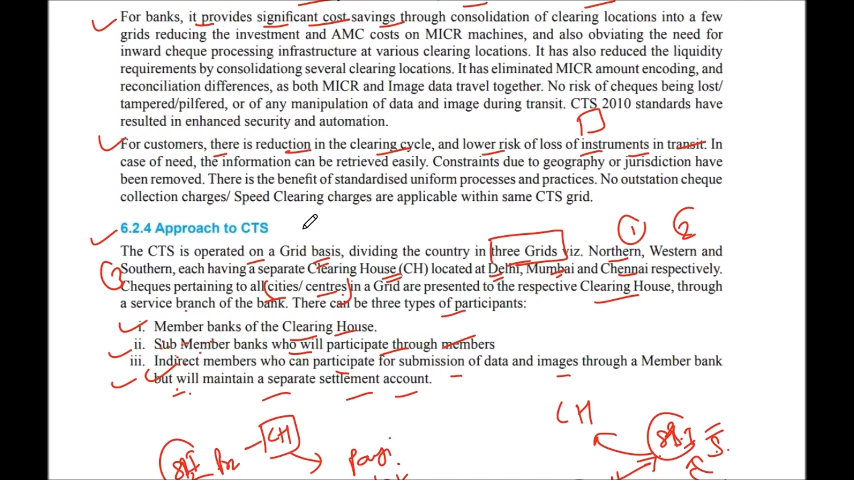 For banks, it provides significant cost savings through consolidation of clearing locations into a few
grids reducing the investment and AMC costs on MICR machines, and also obviating the need for
inward cheque processing infrastructure at various clearing locations. It has also reduced the liquidity
requirements by consolidationg several clearing locations. It has eliminated MICR amount encoding, and
reconciliation differences, as both MICR and Image data travel together. No risk of cheques being lost/
tampered/pilfered, or of any manipulation of data and image during transit. CTS 2010 standards have
resulted in enhanced security and automation.
For customers, there is reduction in the clearing cycle, and lower risk of loss of instruments in transit. In
case of need, the information can be retrieved easily. Constraints due to geography or jurisdiction have
been removed. There is the benefit of standardised uniform processes and practices. No outstation cheque
collection charges/ Speed Clearing charges are applicable within same CTS grid.
6.2.4 Approach to CTS
1 2
The CTS is operated on a Grid basis, dividing the country in three Grids viz. Northern, Western and
Southern, each having a separate Clearing House (CH) located at Delhi, Mumbai and Chennai respectively.
Cheques pertaining to all cities/ centres in a Grid are presented to the respective Clearing House, through
a service branch of the bank. There can be three types of participants:
i. Member banks of the Clearing House.
ii. Sub Member banks who will participate through members
iii. Indirect members who can participate for submission of data and images through a Member bank
but will maintain a separate settlement account.
CH
CH
SBI
SBI